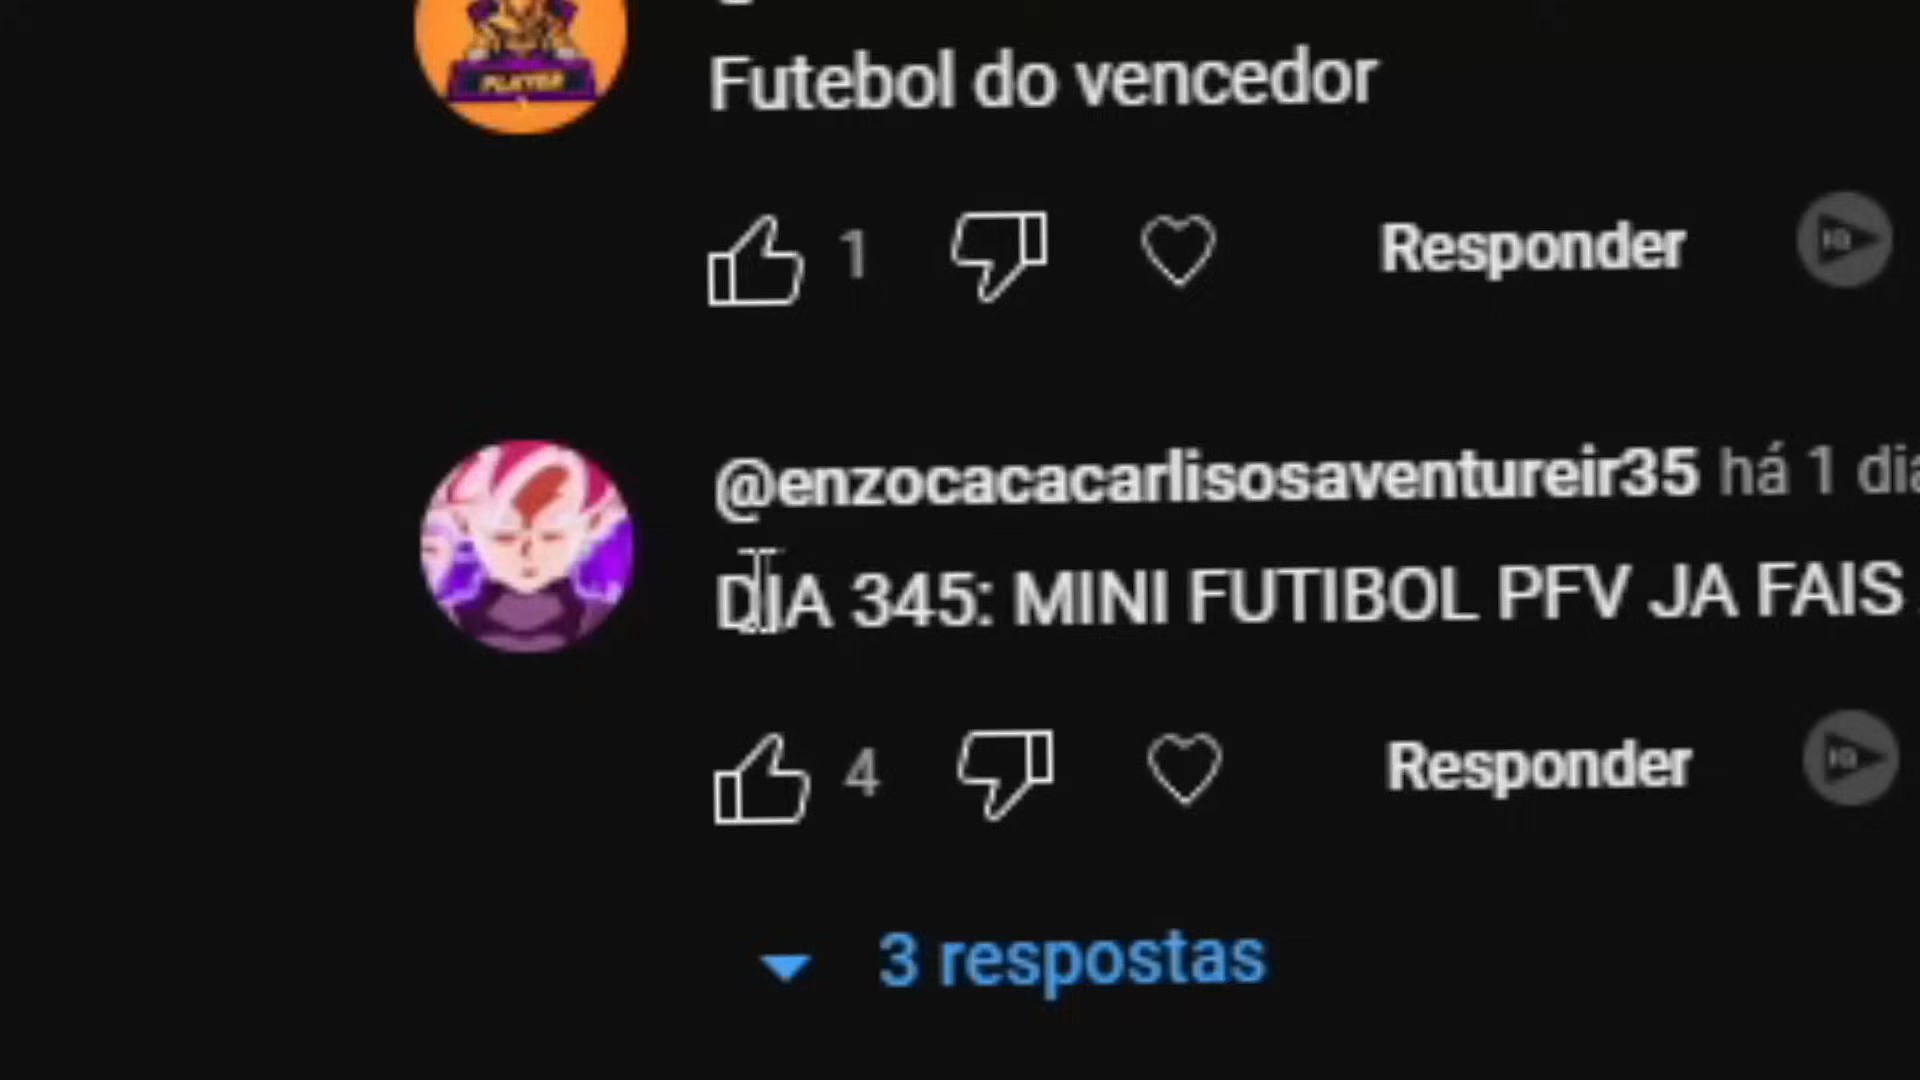 PLAYER
Futebol do vencedor
1
Responder
@enzocacacarlisosaventureir35 há 1 dia
DIA 345: MINI FUTIBOL PFV JA FAIS
4
Responder
3 respostas